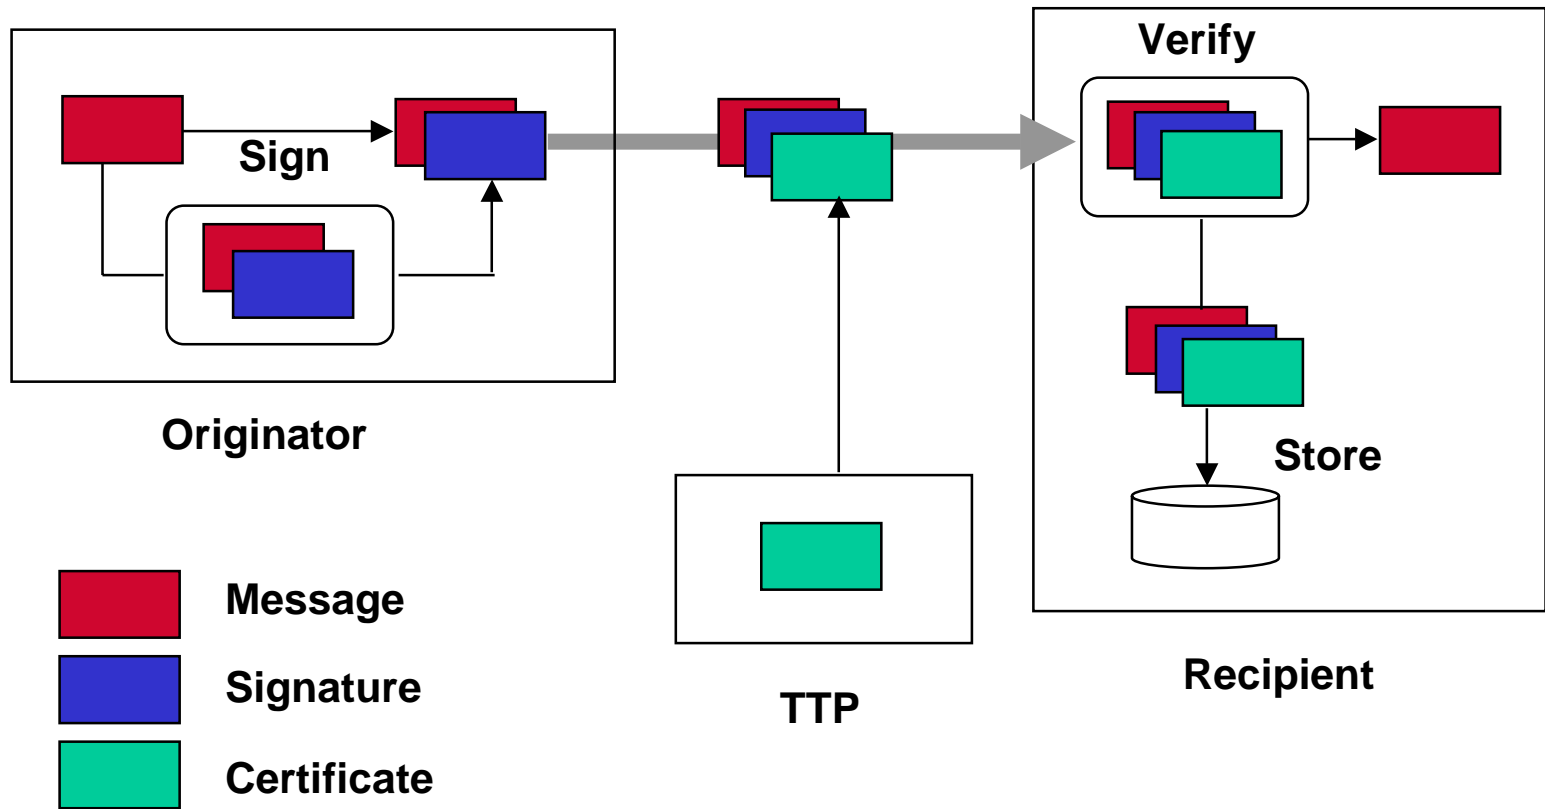 Verify
Sign
Originator
Store
Message
Signature
Certificate
TTP
Recipient